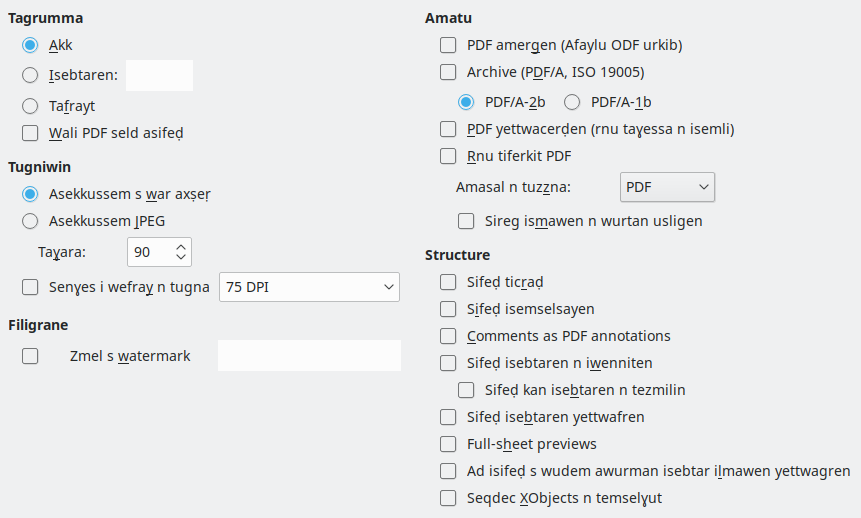 Tagrumma
Akk
Isebtaren:
Tafrayt
Wali PDF seld asifeḍ
Tugniwin
Asekkussem s war axṣeṛ
Asekkussem JPEG
Taɣara:
90
Senɣes i wefray n tugna
75 DPI
Filigrane
Zmel s watermark
Amatu
PDF amergen (Afaylu ODF urkib)
Archive (PDF/A, ISO 19005)
PDF/A-2b
PDF/A-1b
PDF yettwacerḍen (rnu taɣessa n isemli)
Rnu tiferkit PDF
Amasal n tuzzna:
PDF
Sireg ismawen n wurtan usligen
Structure
Sifeḍ ticraḍ
Sifeḍ isemselsayen
Comments as PDF annotations
Sifeḍ isebtaren n iwenniten
Sifeḍ kan isebtaren n tezmilin
Sifeḍ isebtaren yettwafren
Full-sheet previews
Ad isifeḍ s wudem awurman isebtar ilmawen yettwagren
Seqdec XObjects n temselɣut